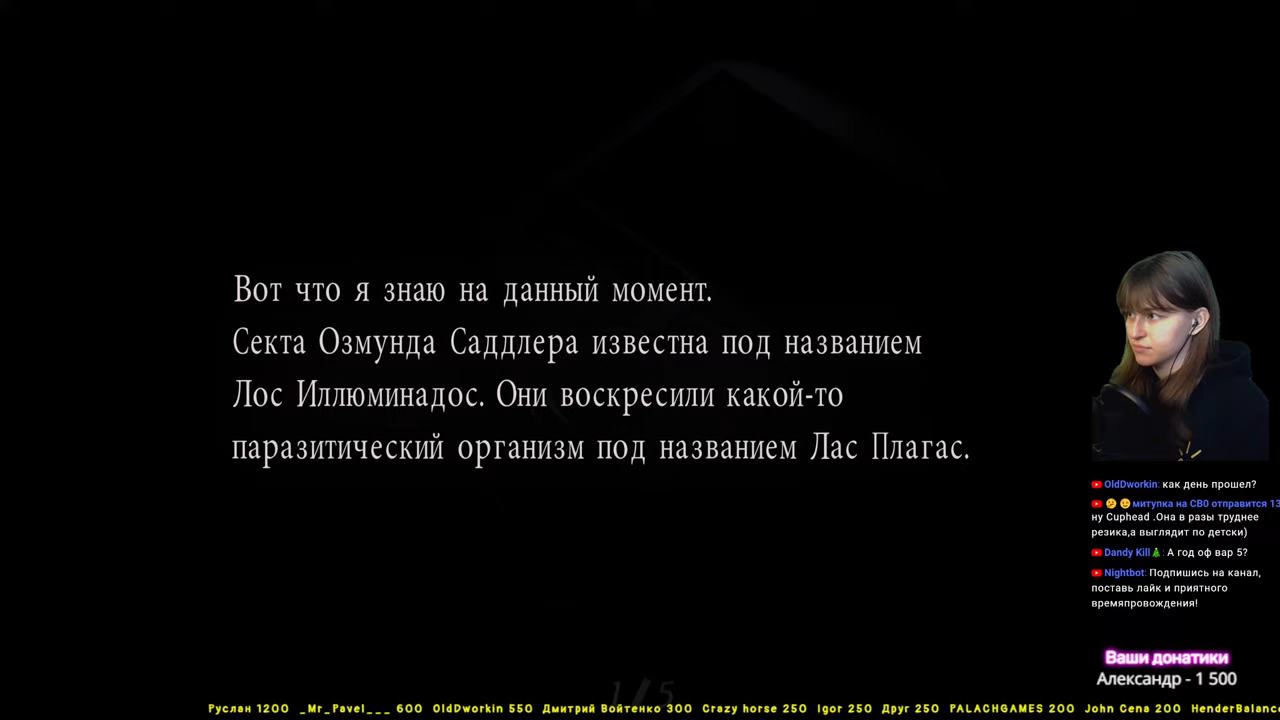 Вот что я знаю на данный момент.
Секта Озмунда Саддлера известна под названием
Лос Иллюминадос. Они воскресили какой-то
паразитический организм под названием Лас Плагас.
1/5
OldDworkin: как день прошел?
митупка на СВО отправится 13
ну Cuphead .Она в разы труднее
резика,а выглядит по детски)
Dandy Kill: А год оф вар 5?
Nightbot: Подпишись на канал,
поставь лайк и приятного
времяпровождения!
Ваши донатики
Александр - 1 500
Руслан 1200 _Mr_Pavel___ 600 OldDworkin 550 Дмитрий Войтенко 300 Crazy horse 250 Igor 250 Друг 250 PALACHGAMES 200 John Cena 200 HenderBalance